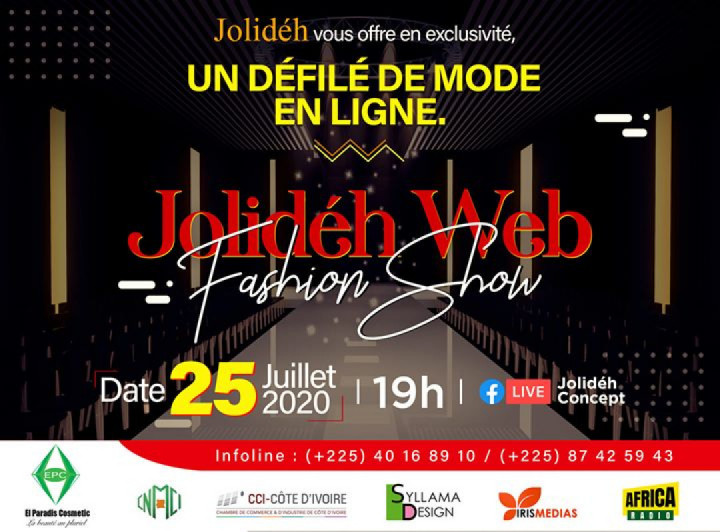 Jolidéh vous offre en exclusivité,
UN DÉFILÉ DE MODE
EN LIGNE.
Jolidéh Web
Fashion Show
Date 25 Juillet 2020 | 19h | f LIVE Jolidéh Concept
Infoline : (+225) 40 16 89 10 / (+225) 87 42 59 43
EPC
El Paradis Cosmetic
La beauté au pluriel
CNMCI
CCI-CÔTE D'IVOIRE
CHAMBRE DE COMMERCE & D'INDUSTRIE DE CÔTE D'IVOIRE
SYLLAMA
DESIGN
IRISMEDIAS
AFRICA
RADIO